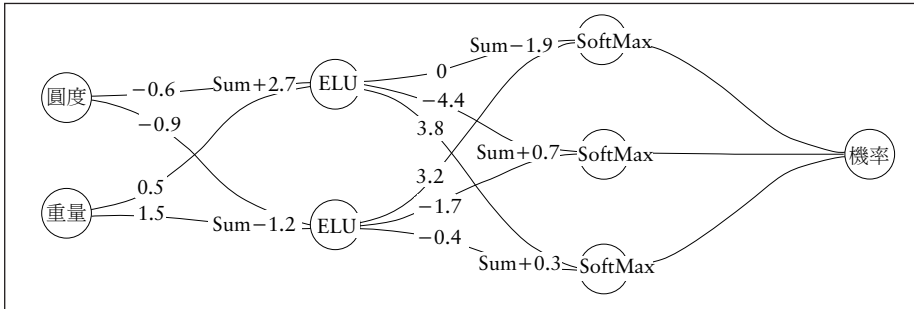 圓度
重量
−0.6
−0.9
0.5
1.5
Sum+2.7
Sum−1.2
ELU
ELU
0
−4.4
3.8
3.2
−1.7
−0.4
Sum−1.9
Sum+0.7
Sum+0.3
SoftMax
SoftMax
SoftMax
機率